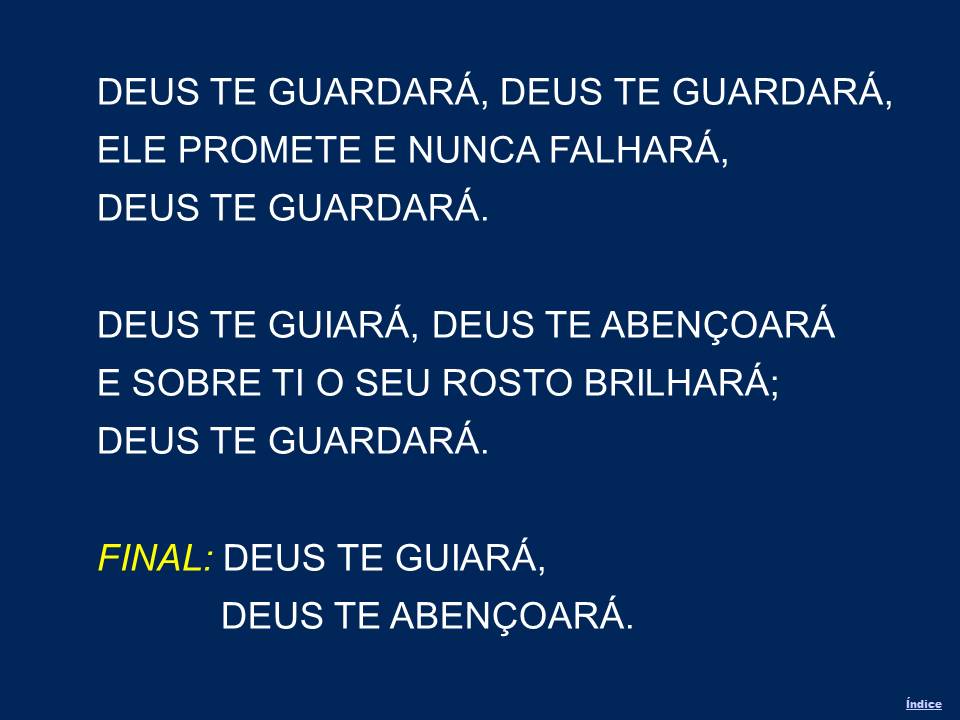 DEUS TE GUARDARÁ, DEUS TE GUARDARÁ,
ELE PROMETE E NUNCA FALHARÁ,
DEUS TE GUARDARÁ.
DEUS TE GUIARÁ, DEUS TE ABENÇOARÁ
E SOBRE TI O SEU ROSTO BRILHARÁ;
DEUS TE GUARDARÁ.
FINAL: DEUS TE GUIARÁ,
DEUS TE ABENÇOARÁ.
Índice